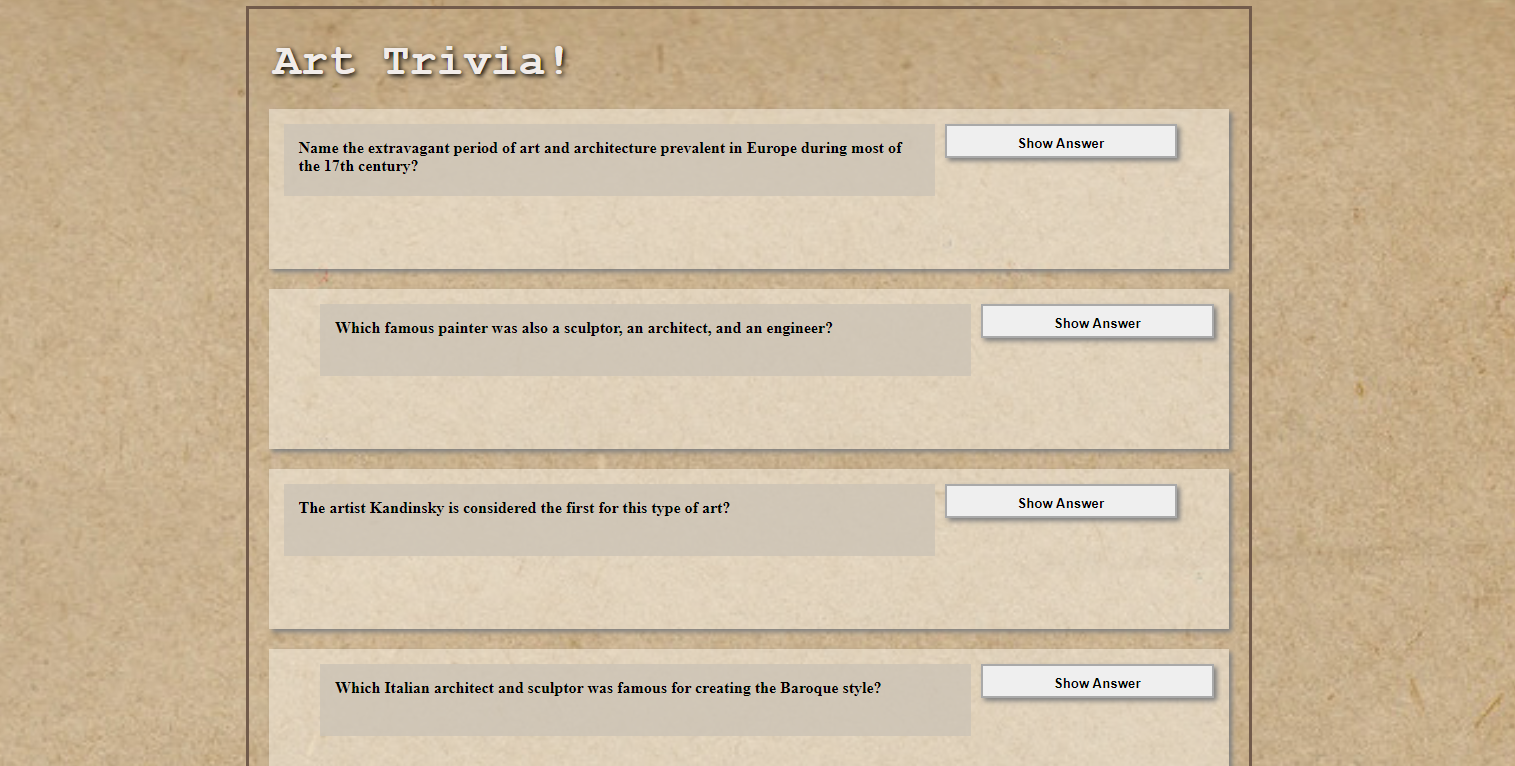 Art Trivia!
Name the extravagant period of art and architecture prevalent in Europe during most of
the 17th century?
Show Answer
Which famous painter was also a sculptor, an architect, and an engineer?
Show Answer
The artist Kandinsky is considered the first for this type of art?
Show Answer
Which Italian architect and sculptor was famous for creating the Baroque style?
Show Answer